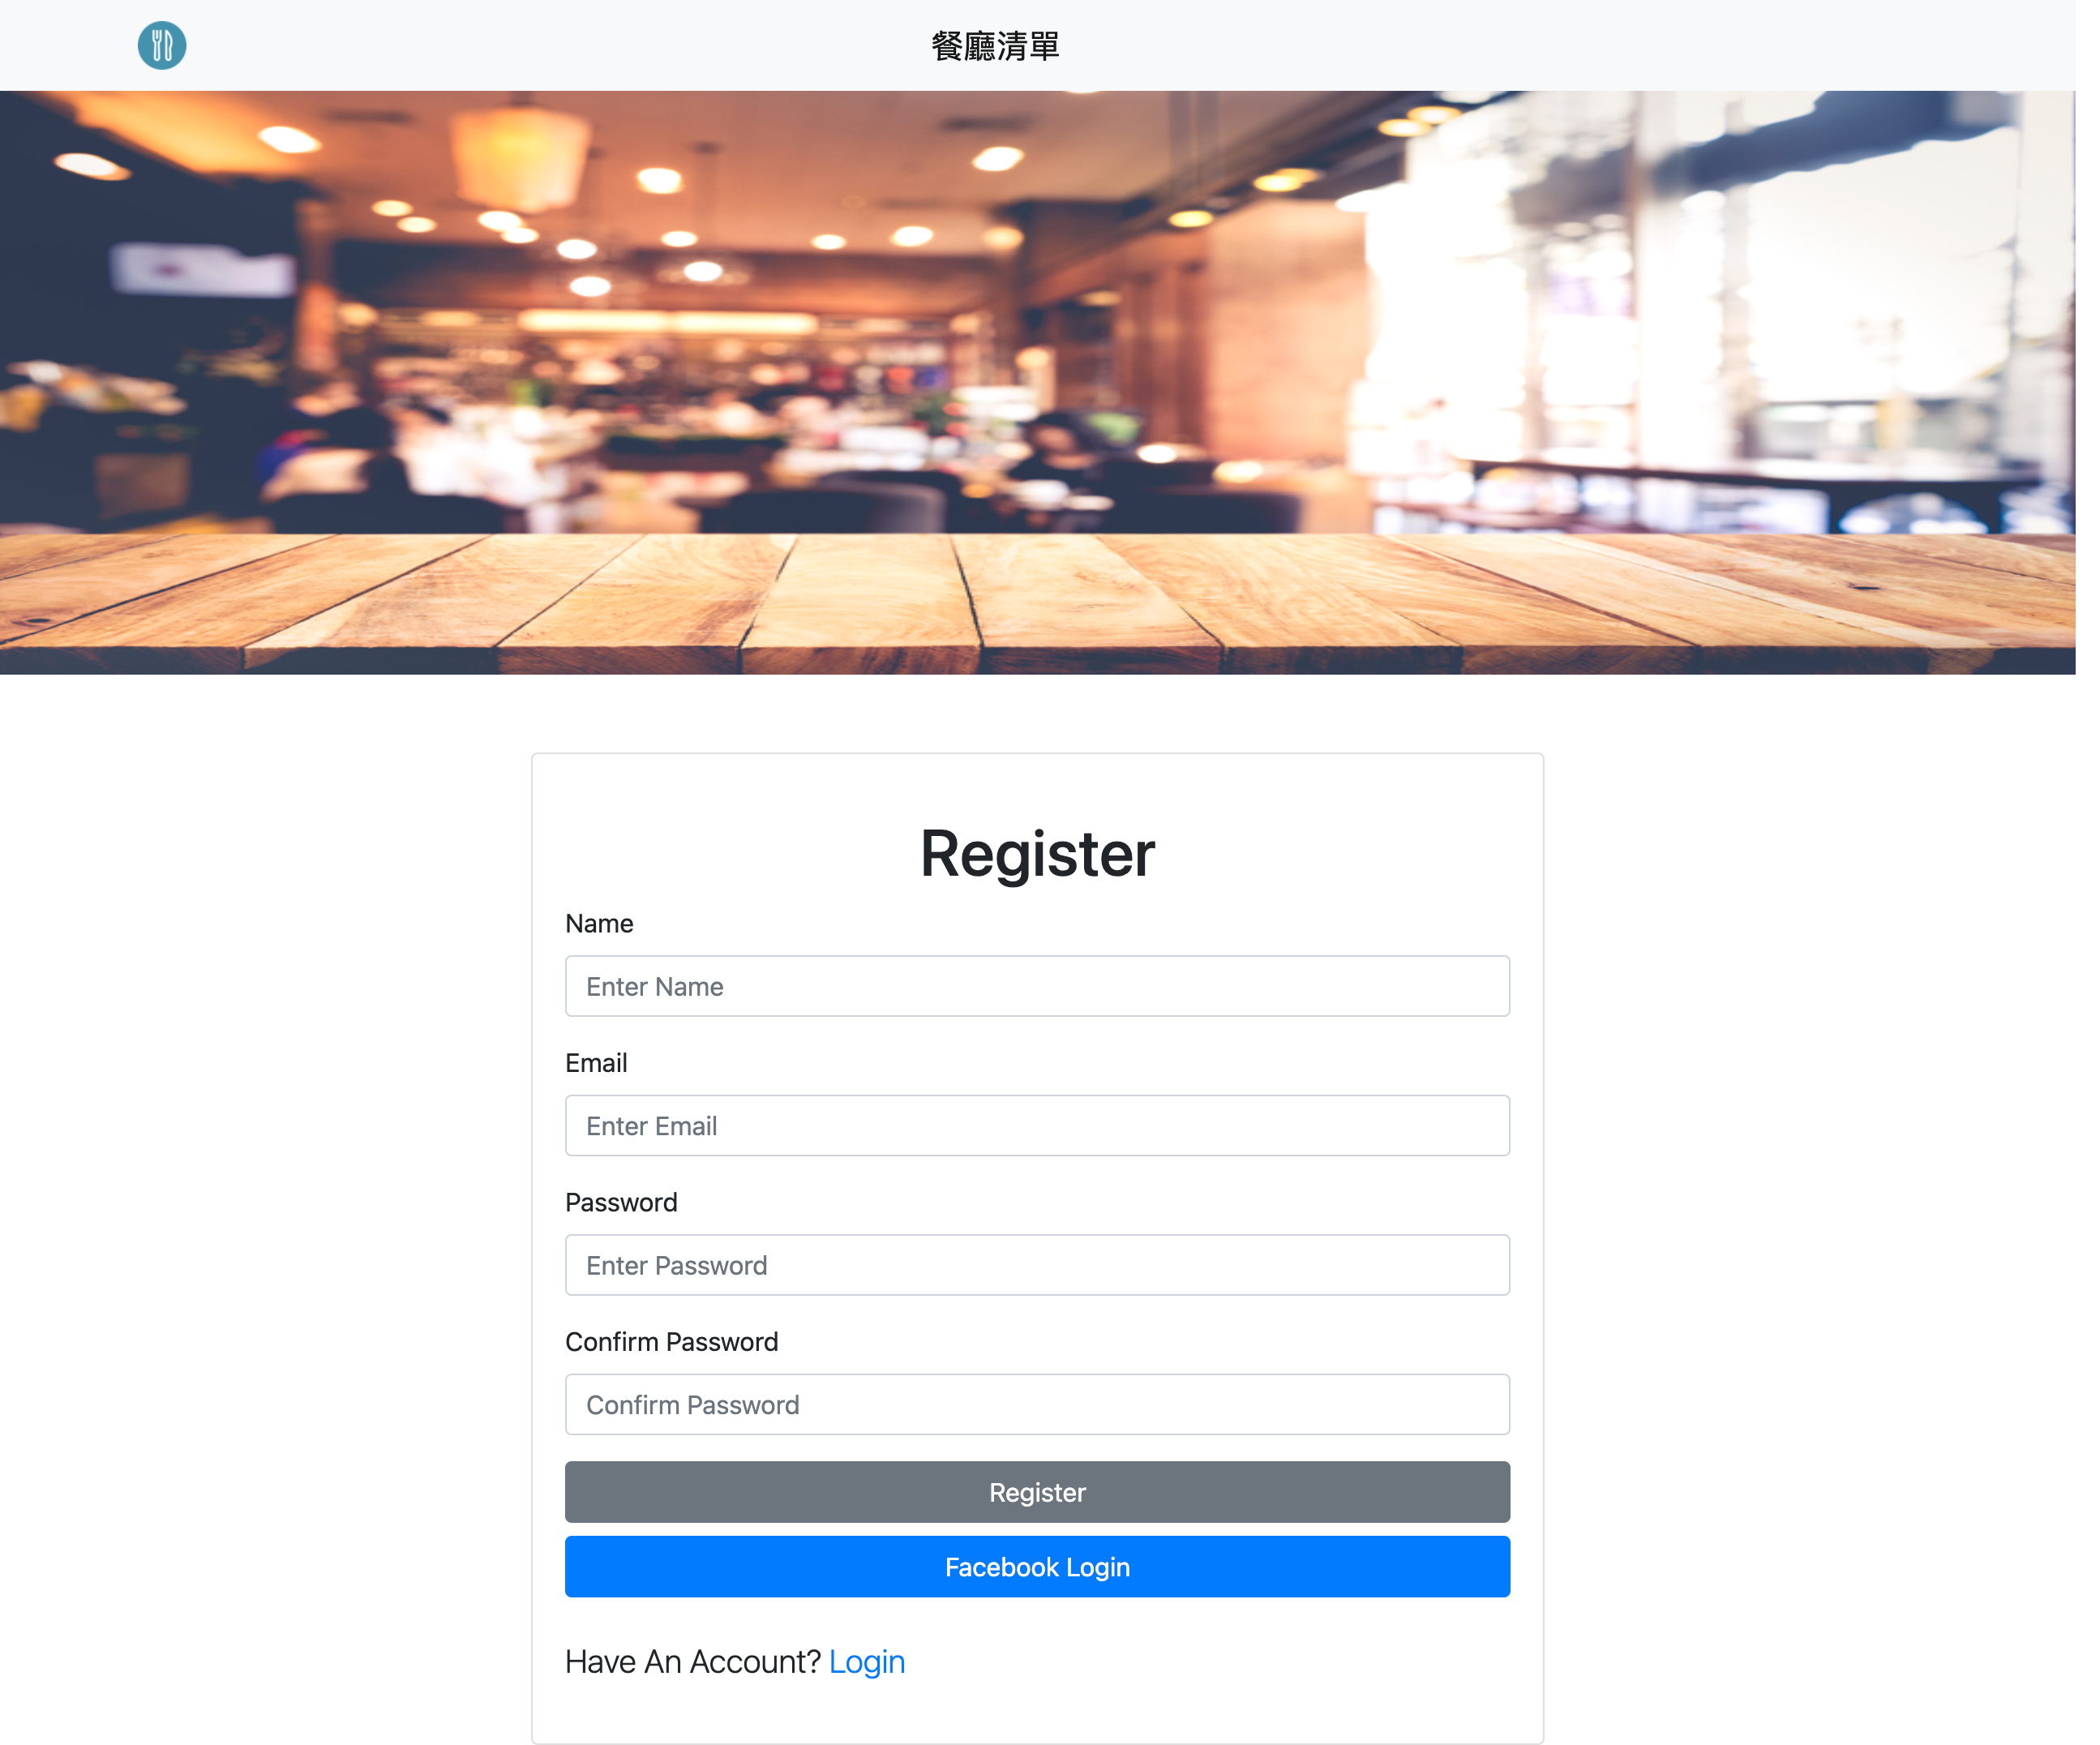 餐廳清單
Register
Name
Enter Name
Email
Enter Email
Password
Enter Password
Confirm Password
Confirm Password
Register
Facebook Login
Have An Account? Login